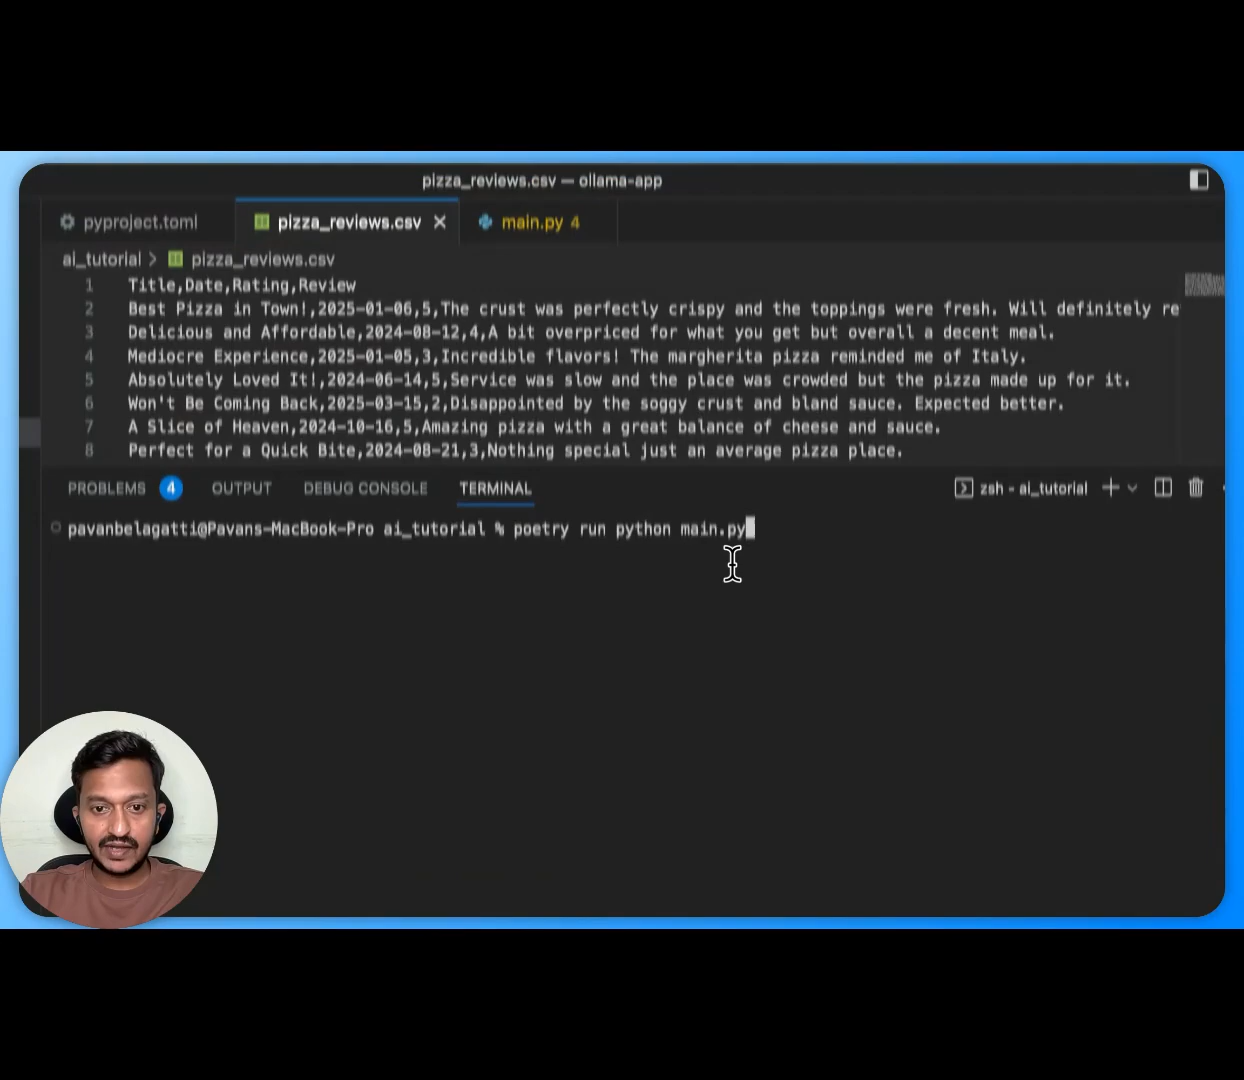 pizza_reviews.csv — ollama-app
pyproject.toml pizza_reviews.csv main.py 4
ai_tutorial > pizza_reviews.csv
1 Title,Date,Rating,Review
2 Best Pizza in Town!,2025-01-06,5,The crust was perfectly crispy and the toppings were fresh. Will definitely re
3 Delicious and Affordable,2024-08-12,4,A bit overpriced for what you get but overall a decent meal.
4 Mediocre Experience,2025-01-05,3,Incredible flavors! The margherita pizza reminded me of Italy.
5 Absolutely Loved It!,2024-06-14,5,Service was slow and the place was crowded but the pizza made up for it.
6 Won't Be Coming Back,2025-03-15,2,Disappointed by the soggy crust and bland sauce. Expected better.
7 A Slice of Heaven,2024-10-16,5,Amazing pizza with a great balance of cheese and sauce.
8 Perfect for a Quick Bite,2024-08-21,3,Nothing special just an average pizza place.
PROBLEMS 4 OUTPUT DEBUG CONSOLE TERMINAL zsh - ai_tutorial
pavanbelagatti@Pavans-MacBook-Pro ai_tutorial % poetry run python main.py